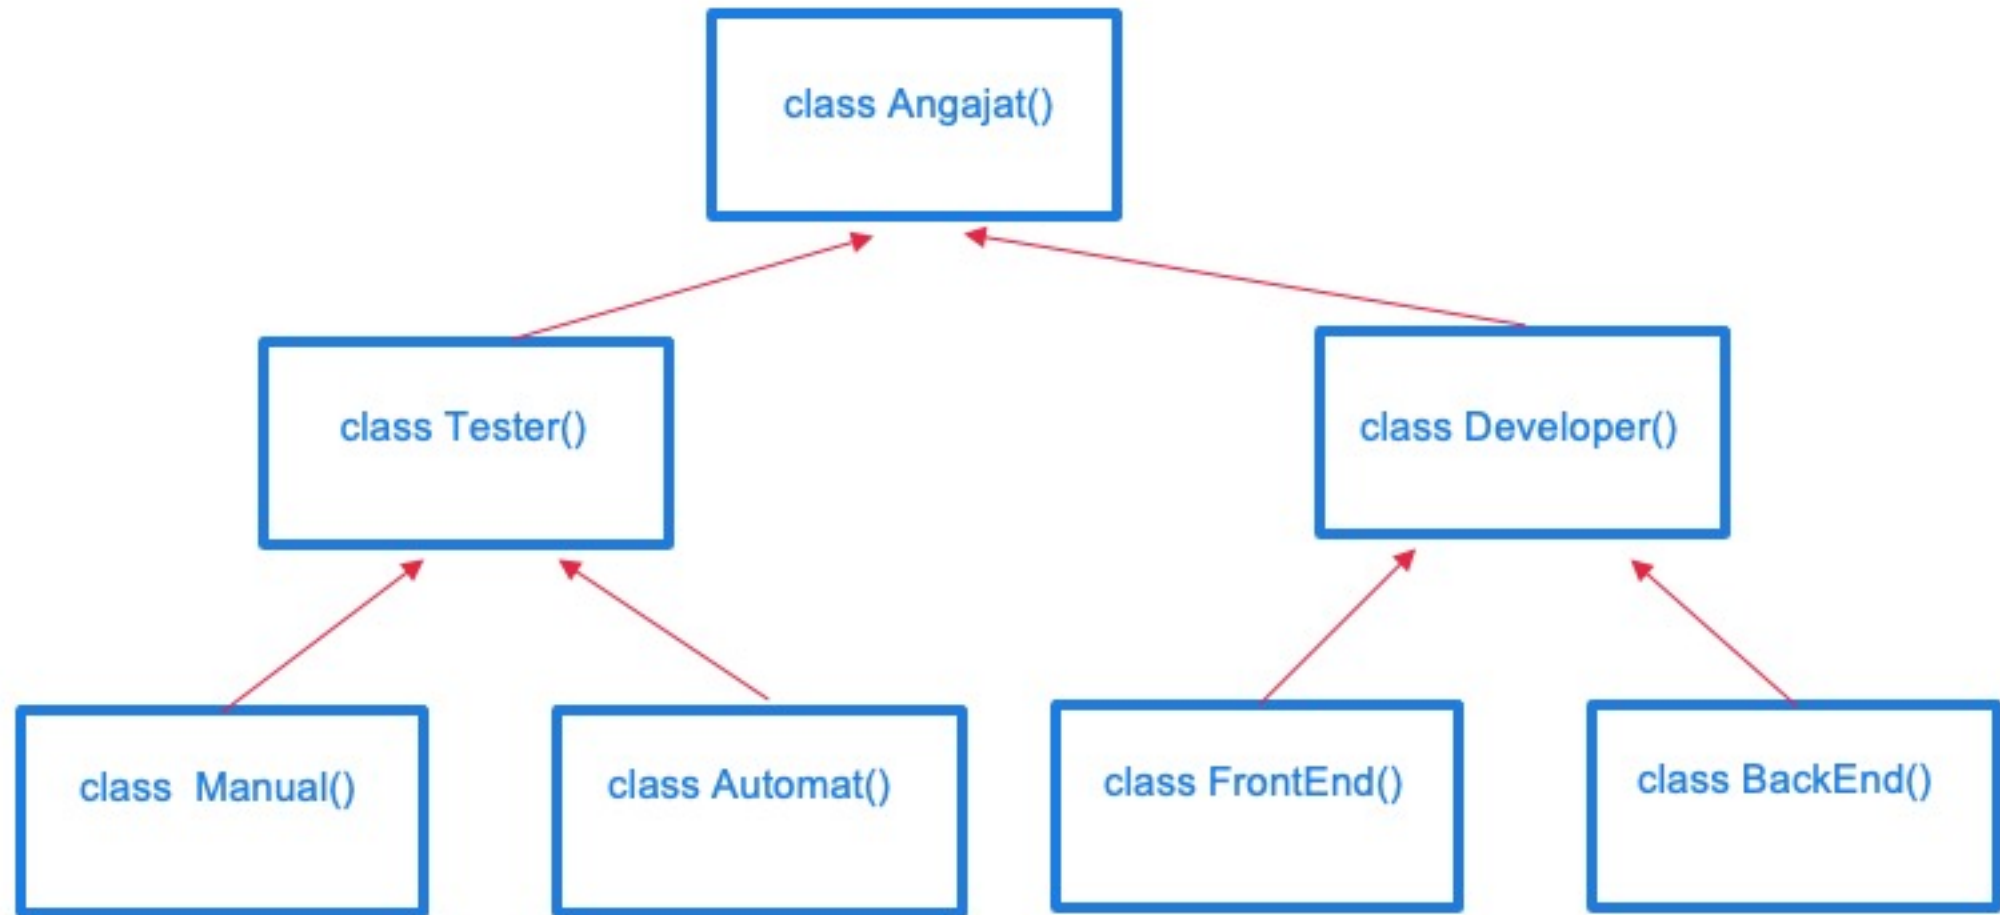 class Angajat()
class Tester()
class Developer()
class  Manual()
class Automat()
class FrontEnd()
class BackEnd()